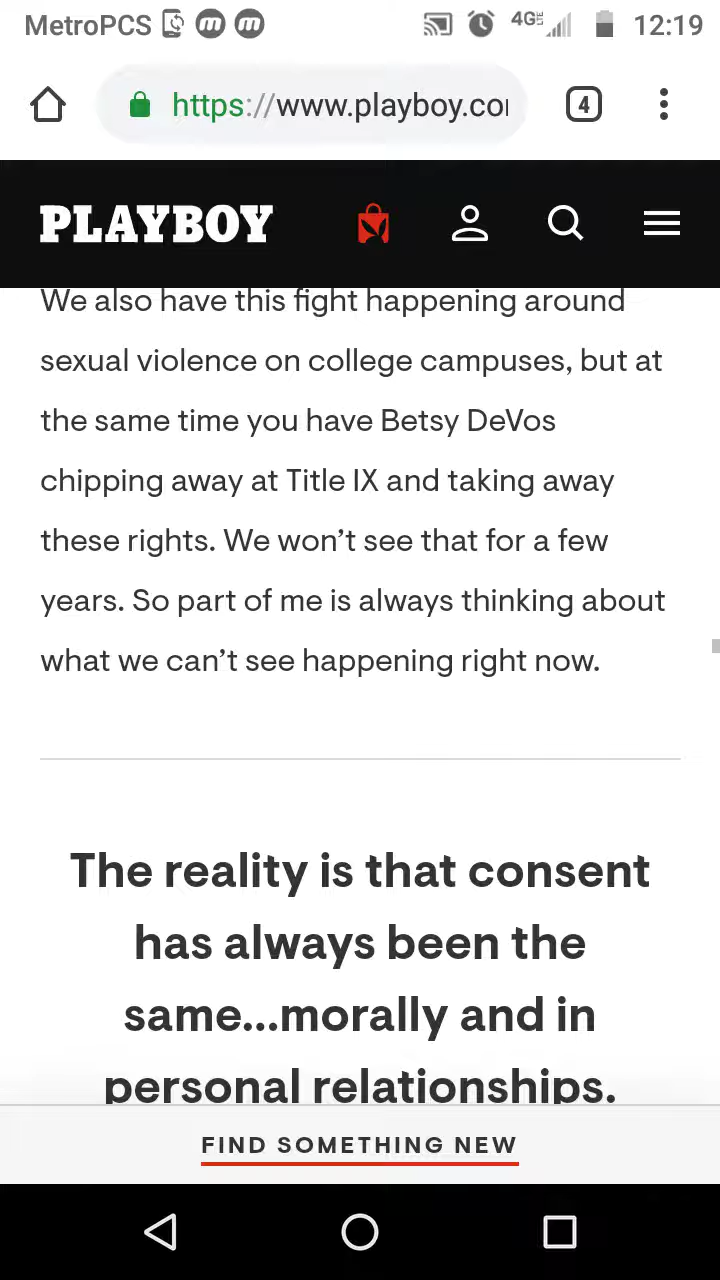 MetroPCS 4G LTE 12:19
https://www.playboy.co
4
PLAYBOY
We also have this fight happening around
sexual violence on college campuses, but at
the same time you have Betsy DeVos
chipping away at Title IX and taking away
these rights. We won’t see that for a few
years. So part of me is always thinking about
what we can’t see happening right now.
The reality is that consent
has always been the
same...morally and in
personal relationships.
FIND SOMETHING NEW